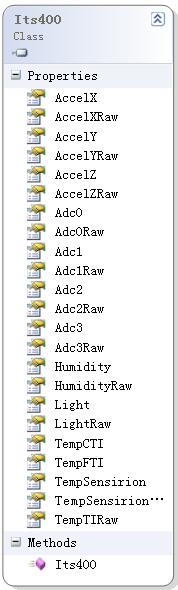 Its400
Class
Properties
AccelX
AccelXRaw
AccelY
AccelYRaw
AccelZ
AccelZRaw
Adc0
Adc0Raw
Adc1
Adc1Raw
Adc2
Adc2Raw
Adc3
Adc3Raw
Humidity
HumidityRaw
Light
LightRaw
TempCTI
TempFTI
TempSensirion
TempSensirion···
TempTIRaw
Methods
Its400